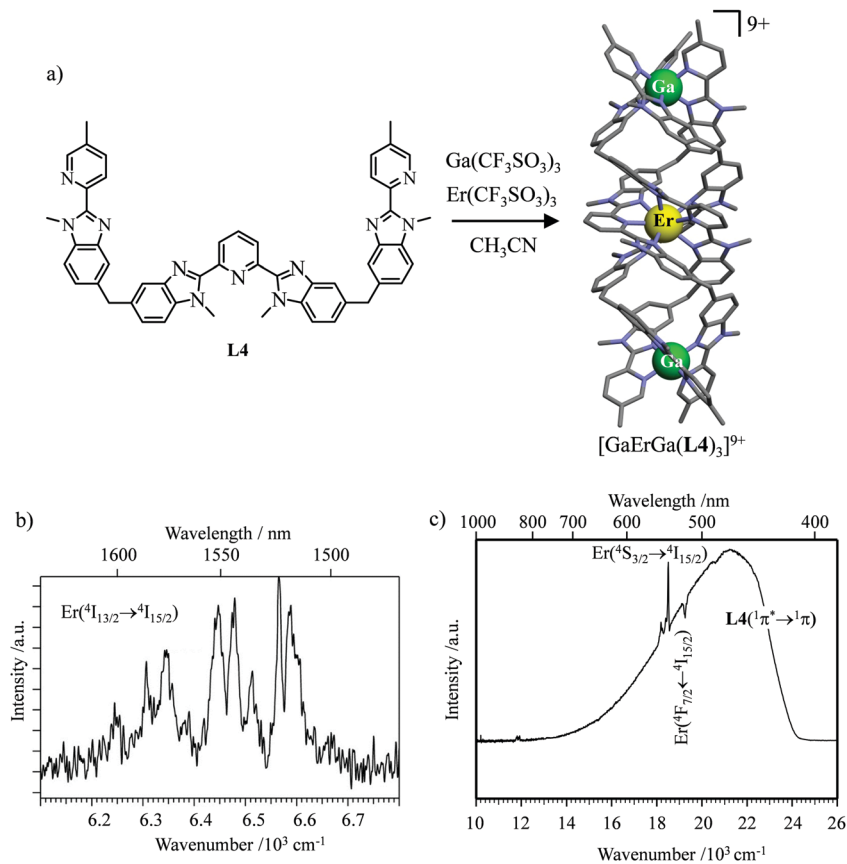 a)
9+
Ga
Er
Ga
N
N
N
N
N
N
N
N
N
N
N
L4
Ga(CF₃SO₃)₃
Er(CF₃SO₃)₃
CH₃CN
[GaErGa(L4)₃]⁹⁺
b)
Wavelength / nm
1600 1550 1500
Er(⁴I₁₃/₂→⁴I₁₅/₂)
Intensity /a.u.
6.2 6.3 6.4 6.5 6.6 6.7
Wavenumber /10³ cm⁻¹
c)
Wavelength / nm
1000 800 700 600 500 400
Er(⁴S₃/₂→⁴I₁₅/₂)
L4(¹π*→¹π)
Er(⁴F₇/₂←⁴I₁₅/₂)
Intensity /a.u.
10 12 14 16 18 20 22 24 26
Wavenumber /10³ cm⁻¹